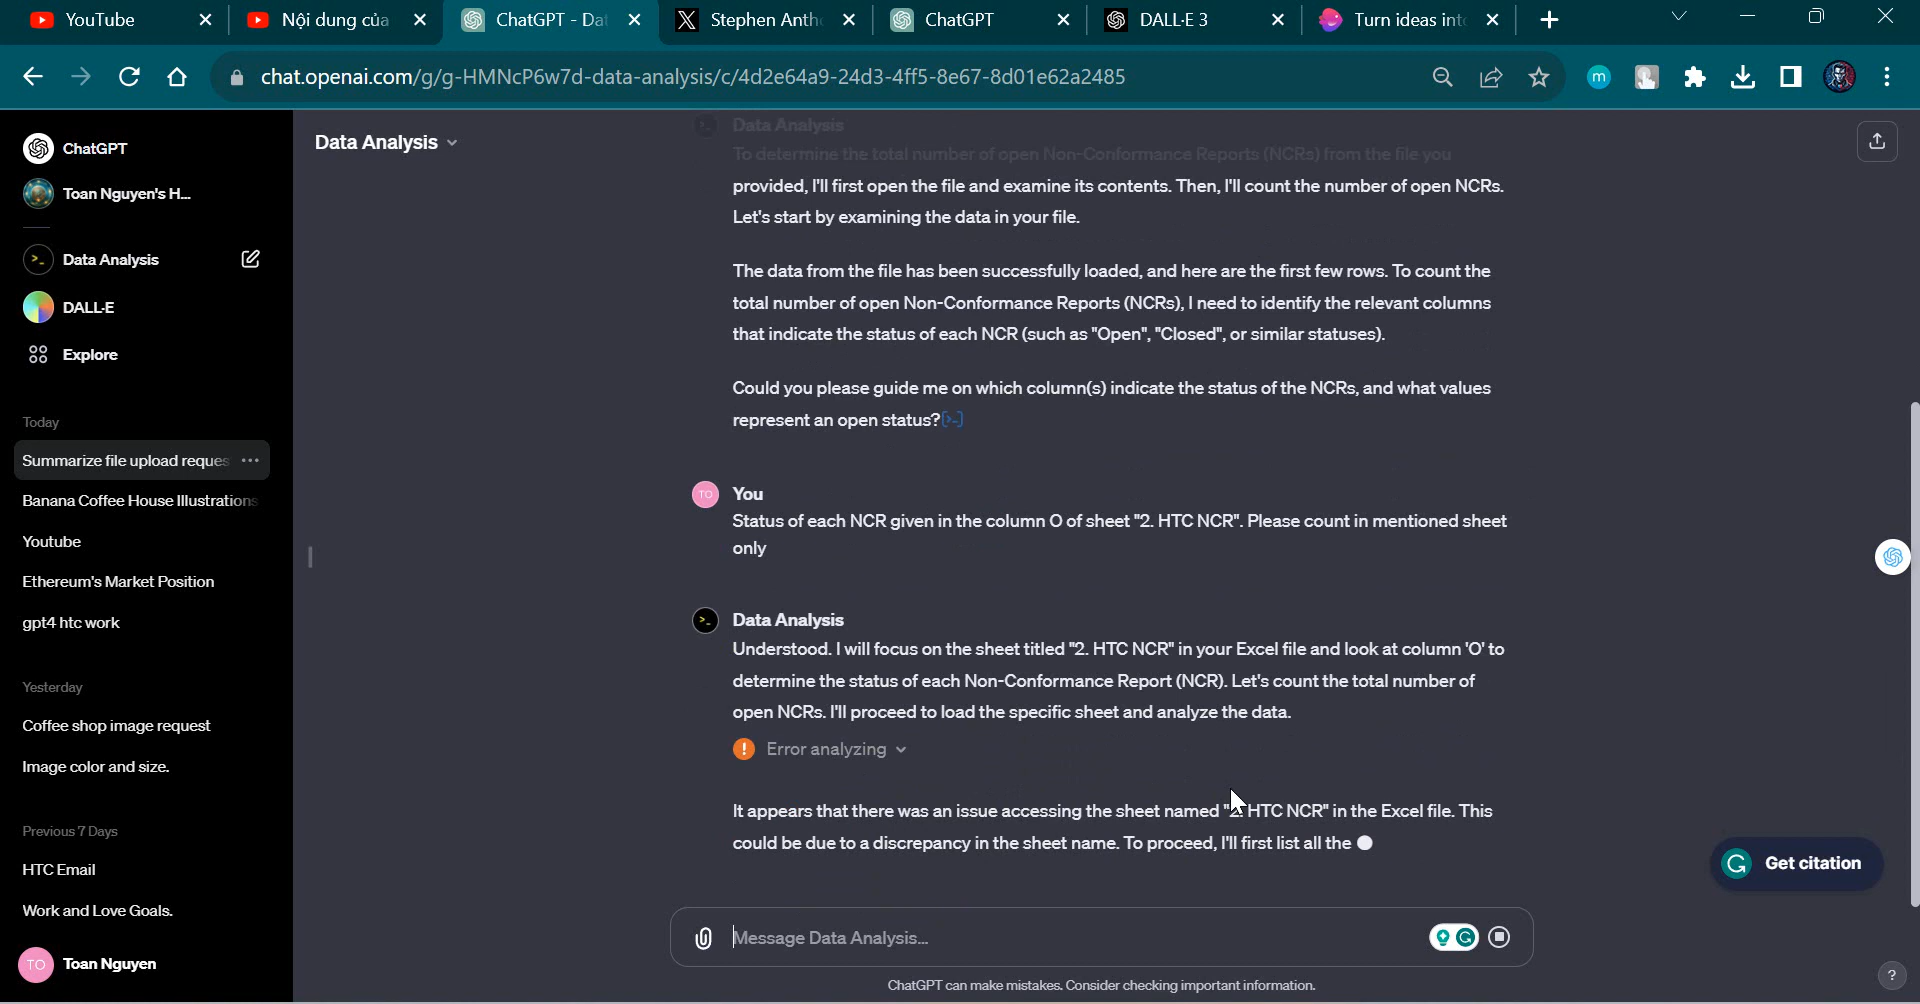 YouTube
Nội dung củ
ChatGPT - Da
Stephen Anth
ChatGPT
DALL·E 3
Turn ideas int
chat.openai.com/g/g-HMNcP6w7d-data-analysis/c/4d2e64a9-24d3-4ff5-8e67-8d01e62a2485
m
ChatGPT
Toan Nguyen's H...
Data Analysis
DALL·E
Explore
Today
Summarize file upload reques
Banana Coffee House Illustrations
Youtube
Ethereum's Market Position
gpt4 htc work
Yesterday
Coffee shop image request
Image color and size.
Previous 7 Days
HTC Email
Work and Love Goals.
TO
Toan Nguyen
Data Analysis
Data Analysis
To determine the total number of open Non-Conformance Reports (NCRs) from the file you
provided, I'll first open the file and examine its contents. Then, I'll count the number of open NCRs.
Let's start by examining the data in your file.
The data from the file has been successfully loaded, and here are the first few rows. To count the
total number of open Non-Conformance Reports (NCRs), I need to identify the relevant columns
that indicate the status of each NCR (such as "Open", "Closed", or similar statuses).
Could you please guide me on which column(s) indicate the status of the NCRs, and what values
represent an open status? [>-]
TO
You
Status of each NCR given in the column O of sheet "2. HTC NCR". Please count in mentioned sheet
only
Data Analysis
Understood. I will focus on the sheet titled "2. HTC NCR" in your Excel file and look at column 'O' to
determine the status of each Non-Conformance Report (NCR). Let's count the total number of
open NCRs. I'll proceed to load the specific sheet and analyze the data.
Error analyzing
It appears that there was an issue accessing the sheet named "2. HTC NCR" in the Excel file. This
could be due to a discrepancy in the sheet name. To proceed, I'll first list all the
Get citation
Message Data Analysis...
ChatGPT can make mistakes. Consider checking important information.
?